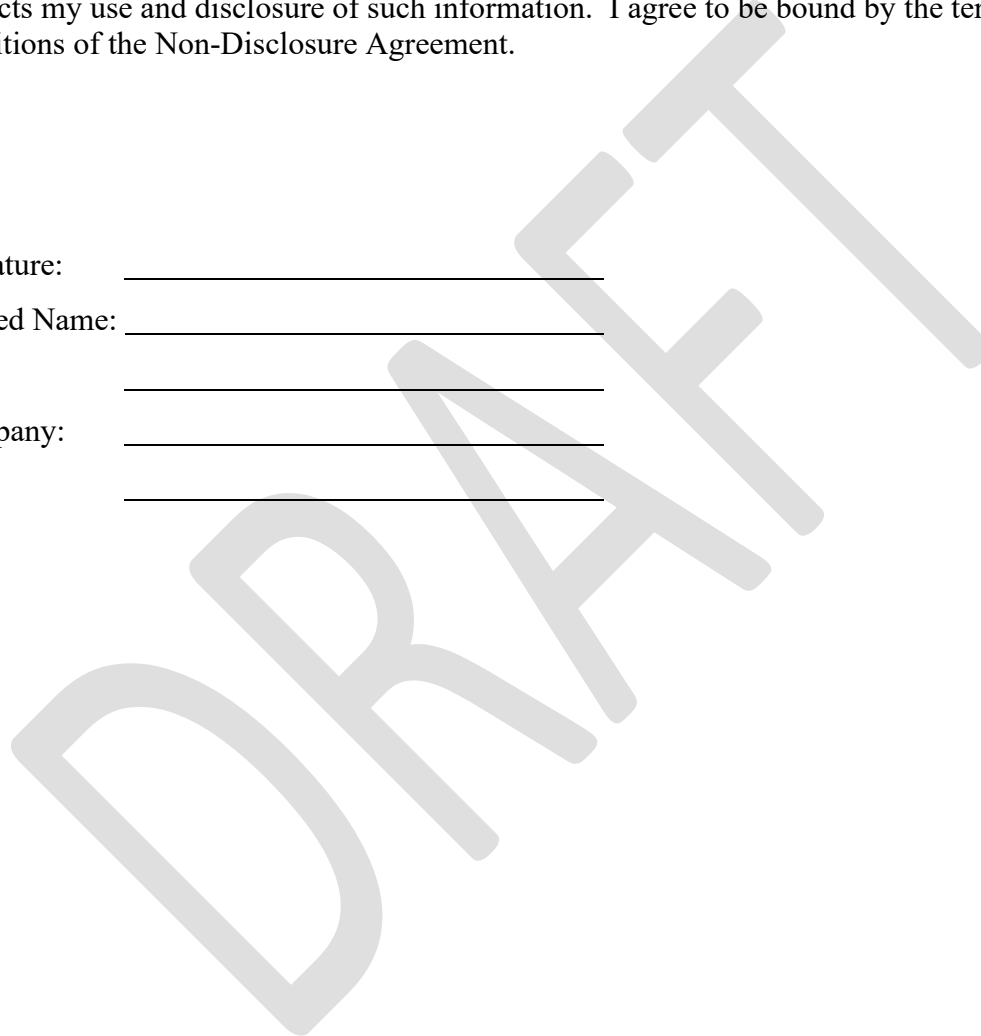 cts my use and disclosure of such information. I agree to be bound by the ter
itions of the Non-Disclosure Agreement.
ature:
ed Name:
pany:
DRAFT